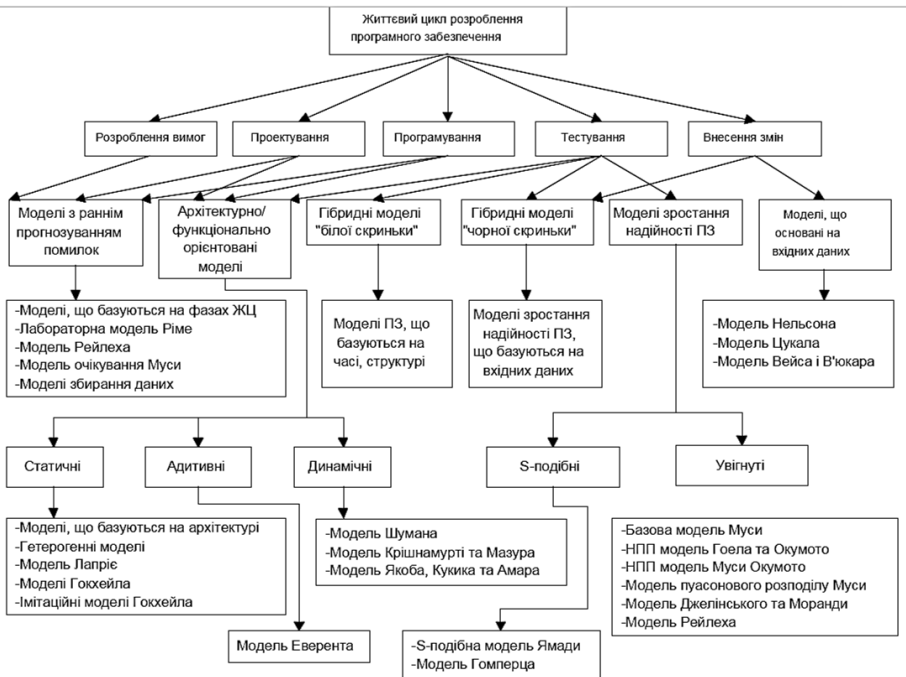 Життєвий цикл розроблення
програмного забезпечення
Розроблення вимог
Проектування
Програмування
Тестування
Внесення змін
Моделі з раннім
прогнозуванням
помилок
Архітектурно/
функціонально
орієнтовані
моделі
Гібридні моделі
"білої скриньки"
Гібридні моделі
"чорної скриньки"
Моделі зростання
надійності ПЗ
Моделі, що
основані на
вхідних даних
-Моделі, що базуються на фазах ЖЦ
-Лабораторна модель Ріме
-Модель Рейлеха
-Модель очікування Муси
-Моделі збирання даних
Моделі ПЗ, що
базуються на
часі, структурі
Моделі зростання
надійності ПЗ,
що базуються на
вхідних даних
-Модель Нельсона
-Модель Цукала
-Модель Вейса і В'юкара
Статичні
Адитивні
Динамічні
S-подібні
Увігнуті
-Моделі, що базуються на архітектурі
-Гетерогенні моделі
-Модель Лапріє
-Моделі Гокхейла
-Імітаційні моделі Гокхейла
-Модель Шумана
-Модель Крішнамурті та Мазура
-Модель Якоба, Кукика та Амара
-Базова модель Муси
-НПП модель Гоела та Окумото
-НПП модель Муси Окумото
-Модель пуасонового розподілу Муси
-Модель Джелінського та Моранди
-Модель Рейлеха
Модель Еверента
-S-подібна модель Ямади
-Модель Гомперца